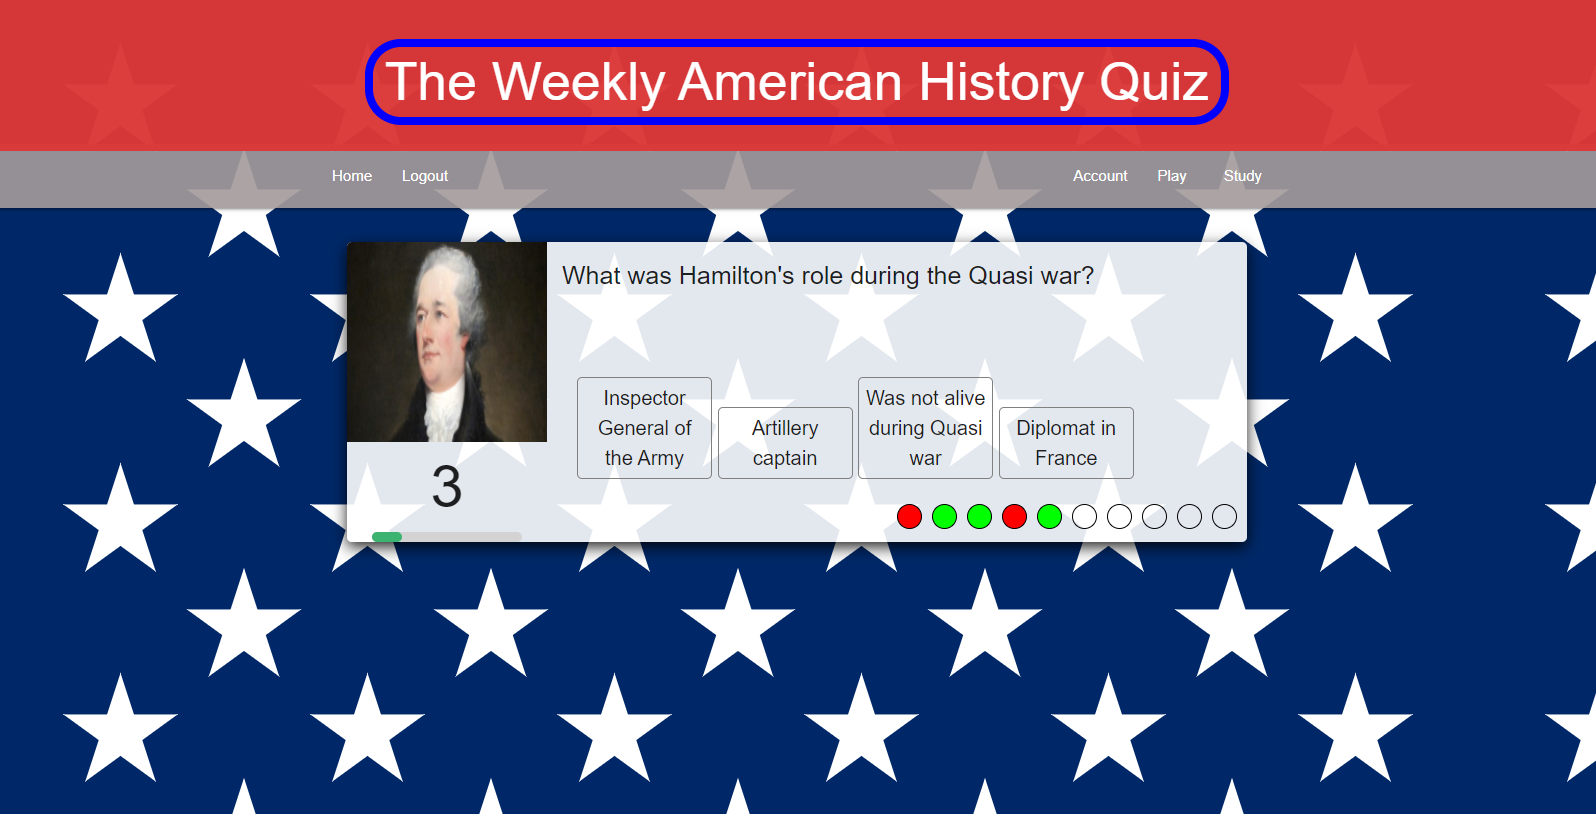 The Weekly American History Quiz
Home Logout Account Play Study
What was Hamilton's role during the Quasi war?
Inspector
General of
the Army
Artillery
captain
Was not alive
during Quasi
war
Diplomat in
France
3